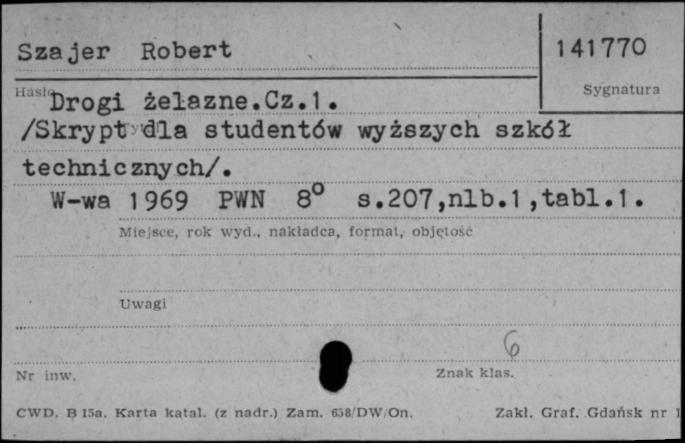 Szajer Robert
141770
Sygnatura
Hasło
Drogi żelazne.Cz.1.
/Skrypt dla studentów wyższych szkół
technicznych/.
W-wa 1969 PWN 8° s.207,nlb.1,tabl.1.
Miejsce, rok wyd., nakładca, format, objętość
Uwagi
6
Nr inw.
Znak klas.
CWD. B 15a. Karta katal. (z nadr.) Zam. 658/DW/On.
Zakł. Graf. Gdańsk nr 1